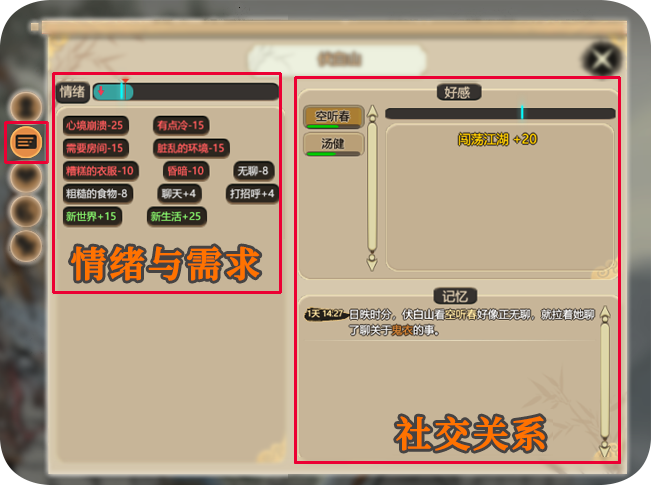 情绪
心境崩溃-25 有点冷-15
需要房间-15 脏乱的环境-15
糟糕的衣服-10 昏暗-10 无聊-8
粗糙的食物-8 聊天+4 打招呼+4
新世界+15 新生活+25
情绪与需求
好感
空听春
汤健
闯荡江湖 +20
记忆
1天 14:27 日昳时分，伏白山看空听春好像正无聊，就拉着她聊
了聊关于鬼农的事。
社交关系